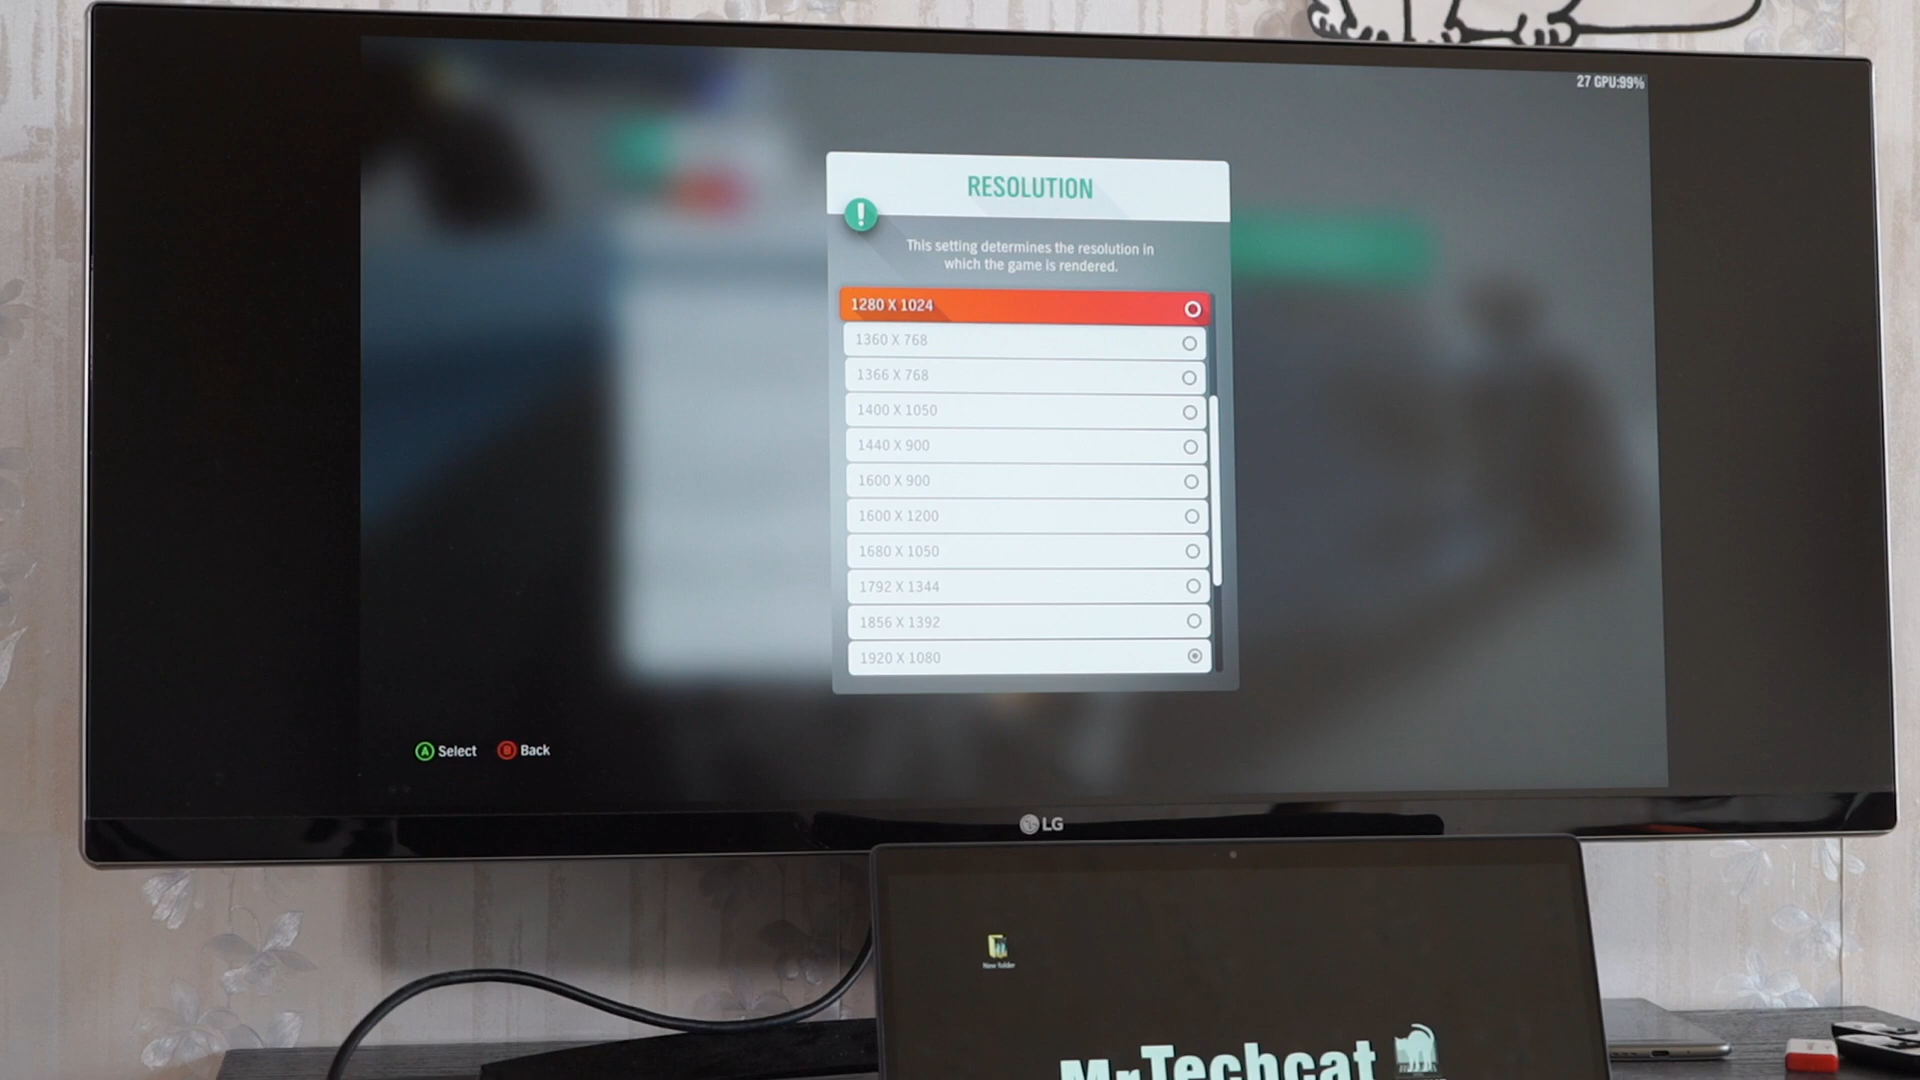 27 GPU:99%
RESOLUTION
!
This setting determines the resolution in
which the game is rendered.
1280 X 1024
1360 X 768
1366 X 768
1400 X 1050
1440 X 900
1600 X 900
1600 X 1200
1680 X 1050
1792 X 1344
1856 X 1392
1920 X 1080
A Select B Back
LG
New folder
MrTechcat